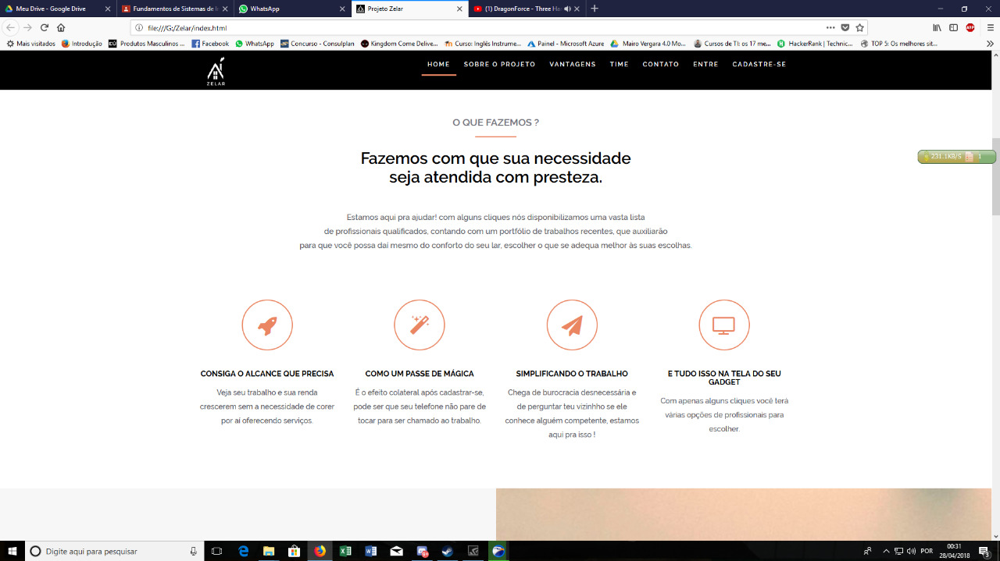 Meu Drive - Google Drive
Fundamentos de Sistemas de I
WhatsApp
Projeto Zelar
(1) DragonForce - Three Ha
file:///G:/Zelar/index.html
ABP
Mais visitados
Introdução
Produtos Masculinos ...
Facebook
WhatsApp
Concurso - Consulplan
Kingdom Come Delive...
Curso: Inglês Instrume...
Painel - Microsoft Azure
Mairo Vergara 4.0 Mo...
Cursos de TI: os 17 me...
HackerRank | Technic...
TOP 5: Os melhores sit...
ZELAR
HOME
SOBRE O PROJETO
VANTAGENS
TIME
CONTATO
ENTRE
CADASTRE-SE
O QUE FAZEMOS ?
231.1KB/S 1
Fazemos com que sua necessidade
seja atendida com presteza.
Estamos aqui pra ajudar! com alguns cliques nós disponibilizamos uma vasta lista
de profissionais qualificados, contando com um portfólio de trabalhos recentes, que auxiliarão
para que você possa daí mesmo do conforto do seu lar, escolher o que se adequa melhor às suas escolhas.
CONSIGA O ALCANCE QUE PRECISA
Veja seu trabalho e sua renda
crescerem sem a necessidade de corer
por aí oferecendo serviços.
COMO UM PASSE DE MÁGICA
É o efeito colateral após cadastrar-se,
pode ser que seu telefone não pare de
tocar para ser chamado ao trabalho.
SIMPLIFICANDO O TRABALHO
Chega de burocracia desnecessária e
de perguntar teu vizinhho se ele
conhece alguém competente, estamos
aqui pra isso !
E TUDO ISSO NA TELA DO SEU
GADGET
Com apenas alguns cliques você terá
várias opções de profissionais para
escolher.
Digite aqui para pesquisar
POR
00:31
28/04/2018
3